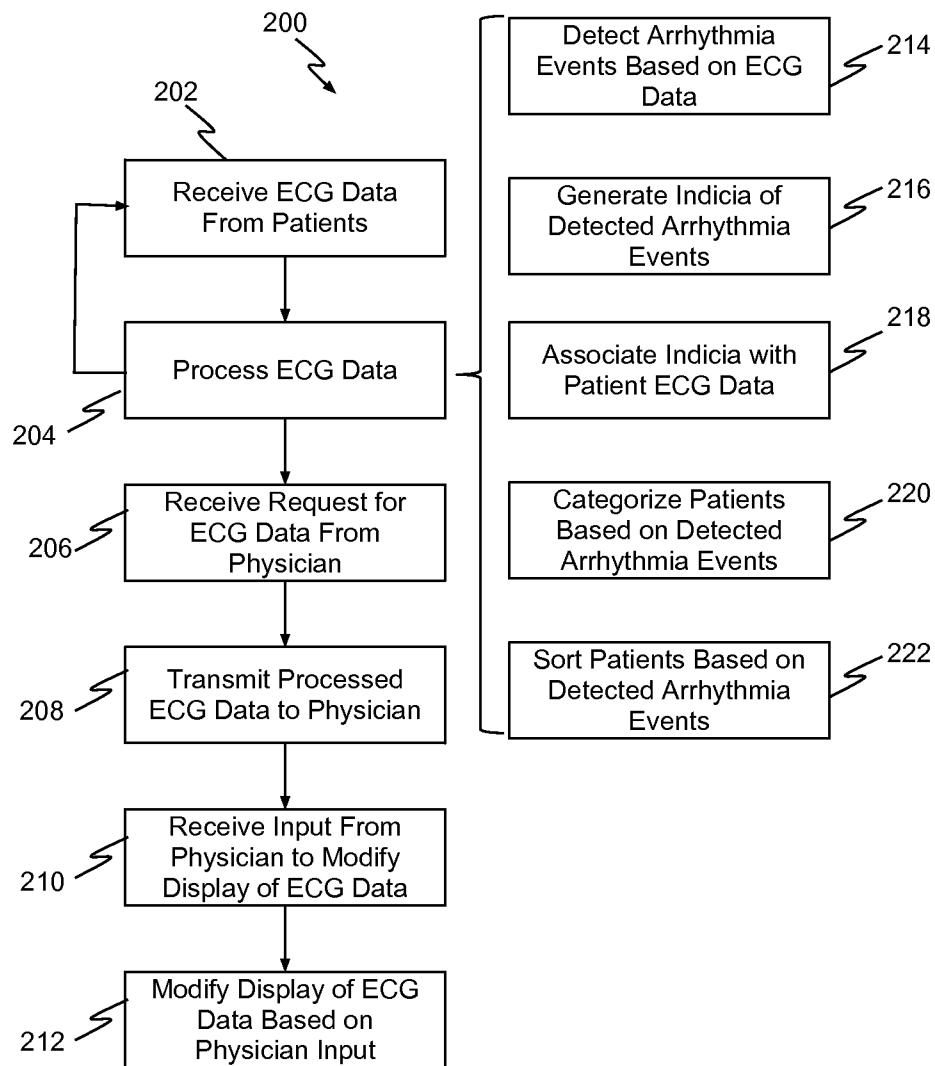 200
202
Receive ECG Data
From Patients
Process ECG Data
204
Receive Request for
ECG Data From
Physician
206
Transmit Processed
ECG Data to Physician
208
Receive Input From
Physician to Modify
Display of ECG Data
210
Modify Display of ECG
Data Based on
Physician Input
212
Detect Arrhythmia
Events Based on ECG
Data
214
Generate Indicia of
Detected Arrhythmia
Events
216
Associate Indicia with
Patient ECG Data
218
Categorize Patients
Based on Detected
Arrhythmia Events
220
Sort Patients Based on
Detected Arrhythmia
Events
222